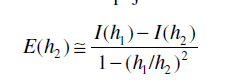 E(h₂) ≅ I(h₁) – I(h₂) / 1 – (h₁/h₂)²